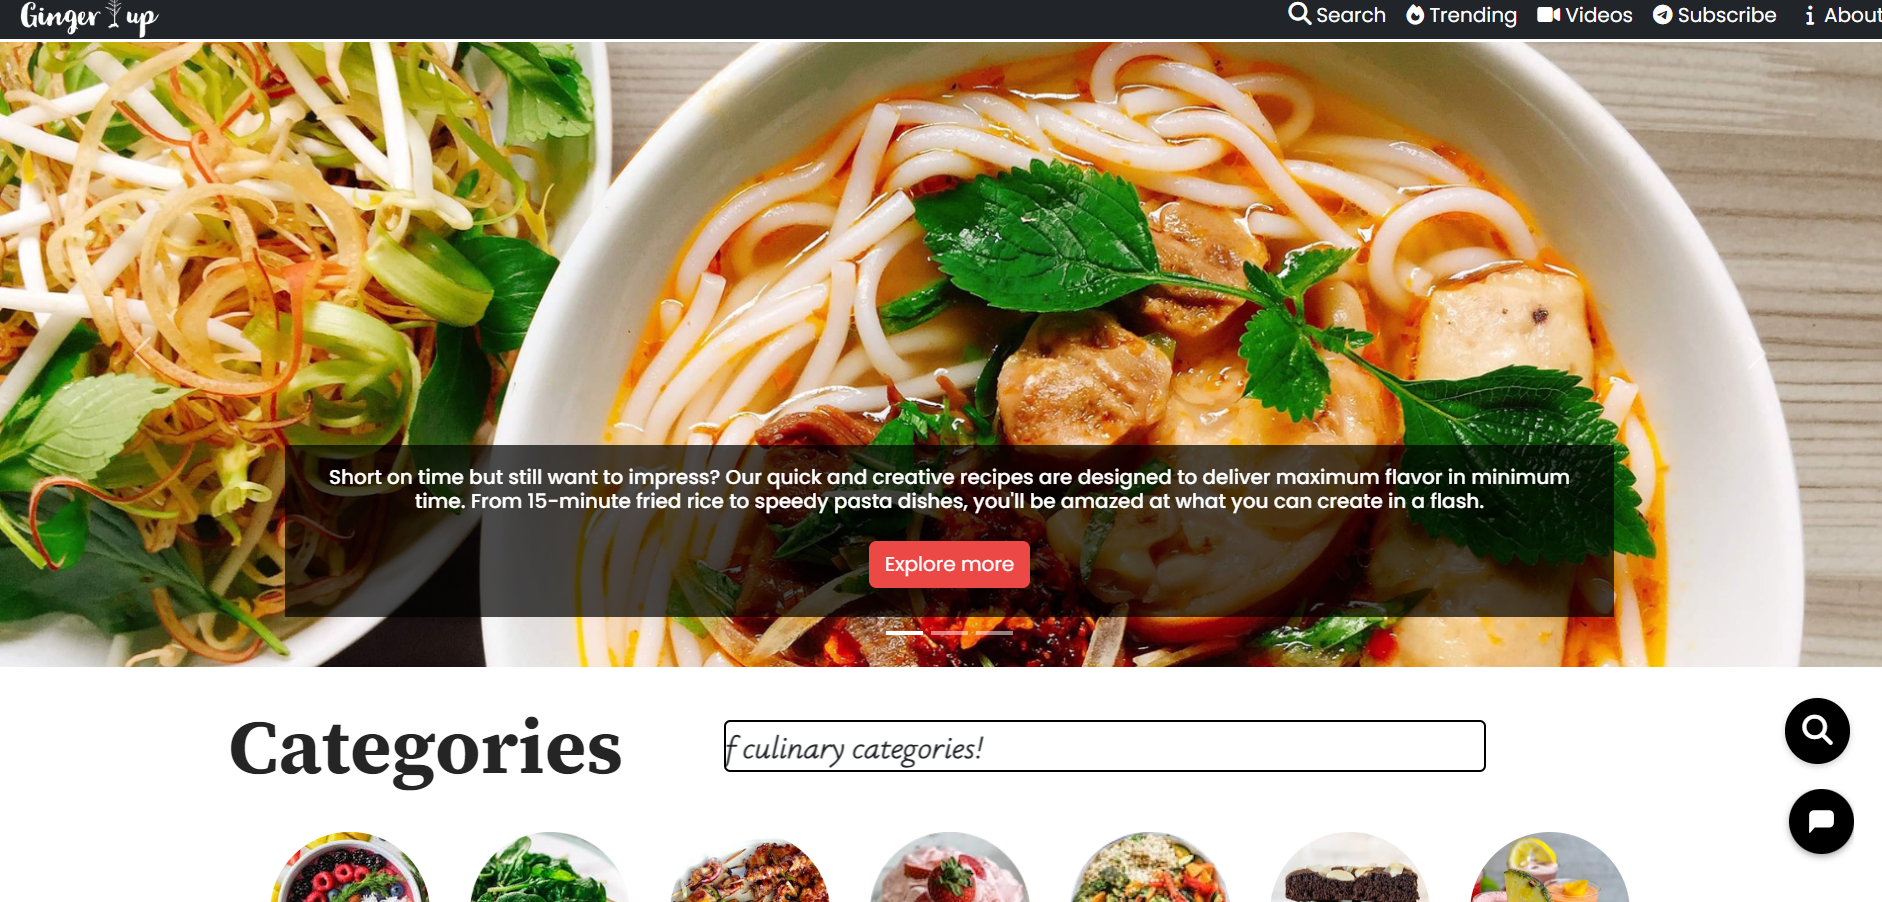 Ginger up
Search Trending Videos Subscribe About
Short on time but still want to impress? Our quick and creative recipes are designed to deliver maximum flavor in minimum
time. From 15-minute fried rice to speedy pasta dishes, you'll be amazed at what you can create in a flash.
Explore more
Categories
f culinary categories!